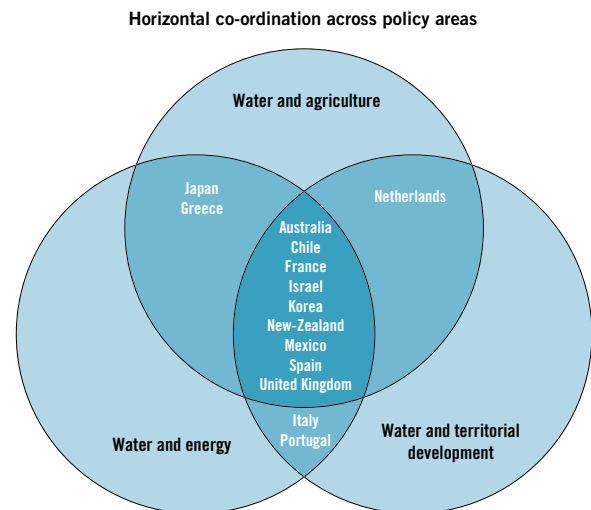 Horizontal co-ordination across policy areas
Water and agriculture
Japan
Greece
Netherlands
Australia
Chile
France
Israel
Korea
New-Zealand
Mexico
Spain
United Kingdom
Italy
Portugal
Water and energy
Water and territorial
development